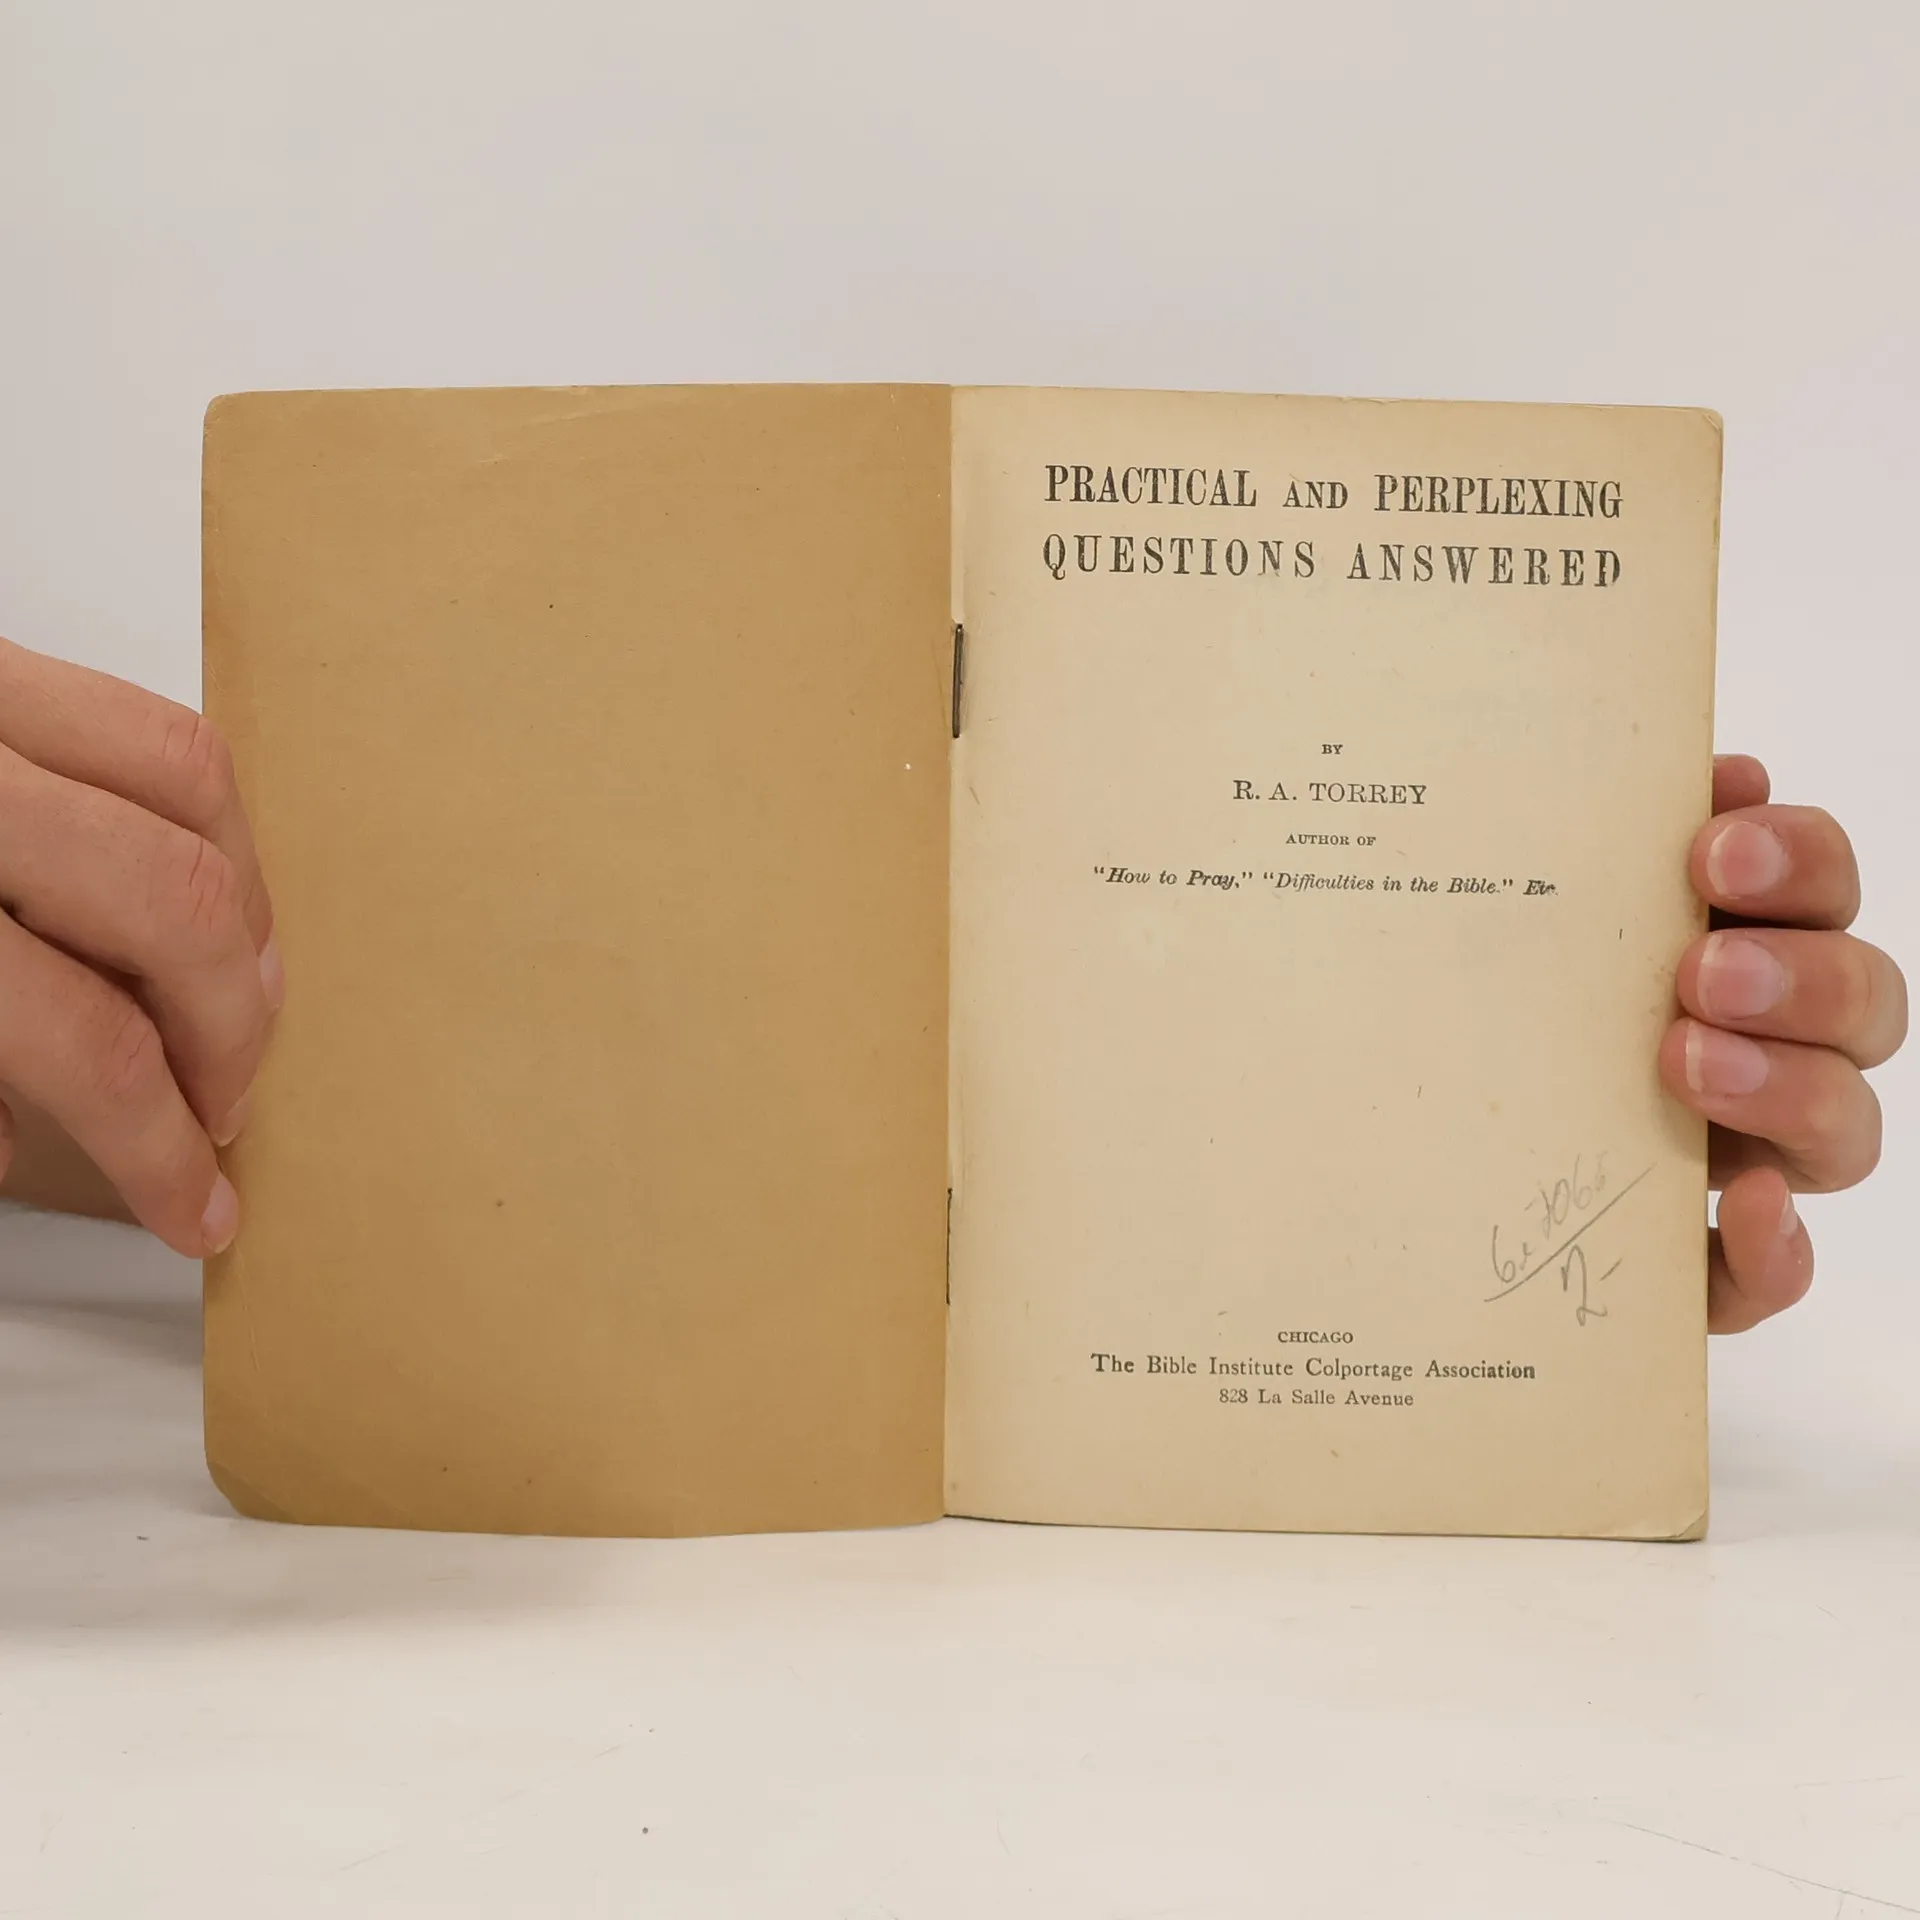 PRACTICAL AND PERPLEXING
QUESTIONS ANSWERED
BY
R. A. TORREY
AUTHOR OF
"How to Pray," "Difficulties in the Bible." Etc.
2-
CHICAGO
The Bible Institute Colportage Association
828 La Salle Avenue